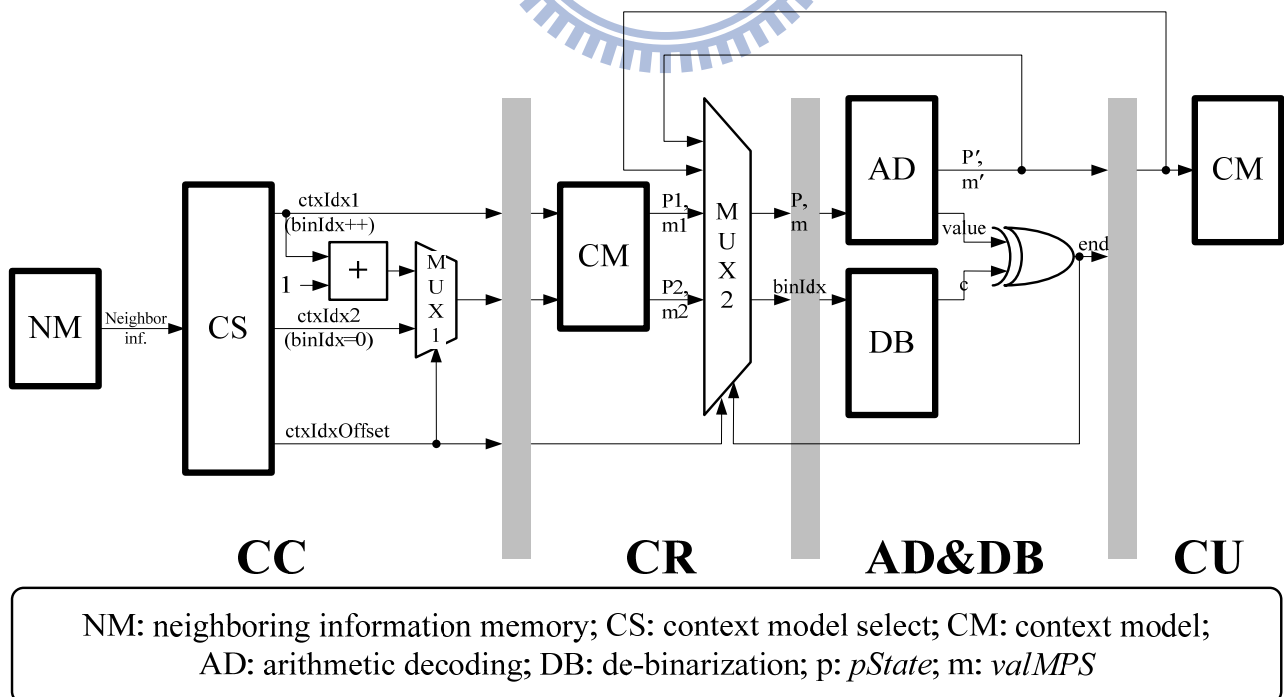 NM
Neighbor
inf.
CS
ctxIdx1
(binIdx++)
1
+
ctxIdx2
(binIdx=0)
MUX1
ctxIdxOffset
CM
P1,
m1
P2,
m2
MUX2
P,
m
binIdx
AD
P',
m'
value
DB
c
end
CM
CC
CR
AD&DB
CU
NM: neighboring information memory; CS: context model select; CM: context model;
AD: arithmetic decoding; DB: de-binarization; p: pState; m: valMPS